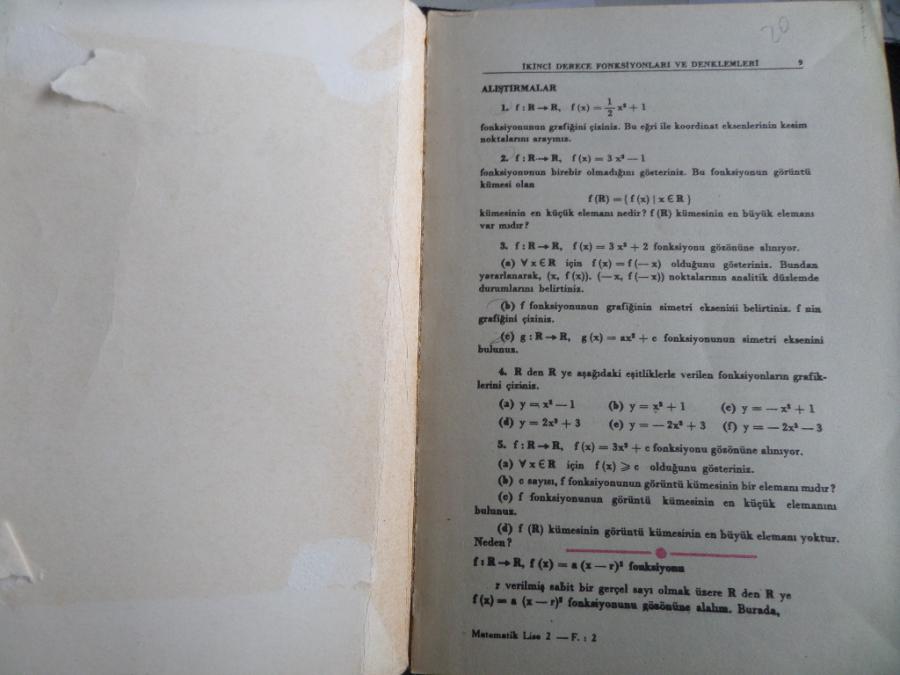 20
İKİNCİ DERECE FONKSİYONLARI VE DENKLEMLERİ 9
ALIŞTIRMALAR
1. f : R → R, f (x) = 1/2 x² + 1
fonksiyonunun grafiğini çiziniz. Bu eğri ile koordinat eksenlerinin kesim
noktalarını arayınız.
2. f : R → R, f (x) = 3 x² — 1
fonksiyonunun birebir olmadığını gösteriniz. Bu fonksiyonun görüntü
kümesi olan
f (R) = { f (x) | x ∈ R }
kümesinin en küçük elemanı nedir? f (R) kümesinin en büyük elemanı
var mıdır?
3. f : R → R, f (x) = 3 x² + 2 fonksiyonu gözönüne alınıyor.
(a) ∀ x ∈ R için f (x) = f (— x) olduğunu gösteriniz. Bundan
yararlanarak, (x, f (x)). (— x, f (— x)) noktalarının analitik düzlemde
durumlarını belirtiniz.
(b) f fonksiyonunun grafiğinin simetri eksenini belirtiniz. f nin
grafiğini çiziniz.
(c) g : R → R, g (x) = ax² + c fonksiyonunun simetri eksenini
bulunuz.
4. R den R ye aşağıdaki eşitliklerle verilen fonksiyonların grafik-
lerini çiziniz.
(a) y = x² — 1 (b) y = x² + 1 (c) y = — x² + 1
(d) y = 2x² + 3 (e) y = — 2x² + 3 (f) y = — 2x² — 3
5. f : R → R, f (x) = 3x² + c fonksiyonu gözönüne alınıyor.
(a) ∀ x ∈ R için f (x) ⩾ c olduğunu gösteriniz.
(b) c sayısı, f fonksiyonunun görüntü kümesinin bir elemanı mıdır?
(c) f fonksiyonunun görüntü kümesinin en küçük elemanını
bulunuz.
(d) f (R) kümesinin görüntü kümesinin en büyük elemanı yoktur.
Neden?
f : R → R, f (x) = a (x — r)² fonksiyonu
r verilmiş sabit bir gerçel sayı olmak üzere R den R ye
f (x) = a (x — r)² fonksiyonunu gözönüne alalım. Burada,
Matematik Lise 2 — F. : 2